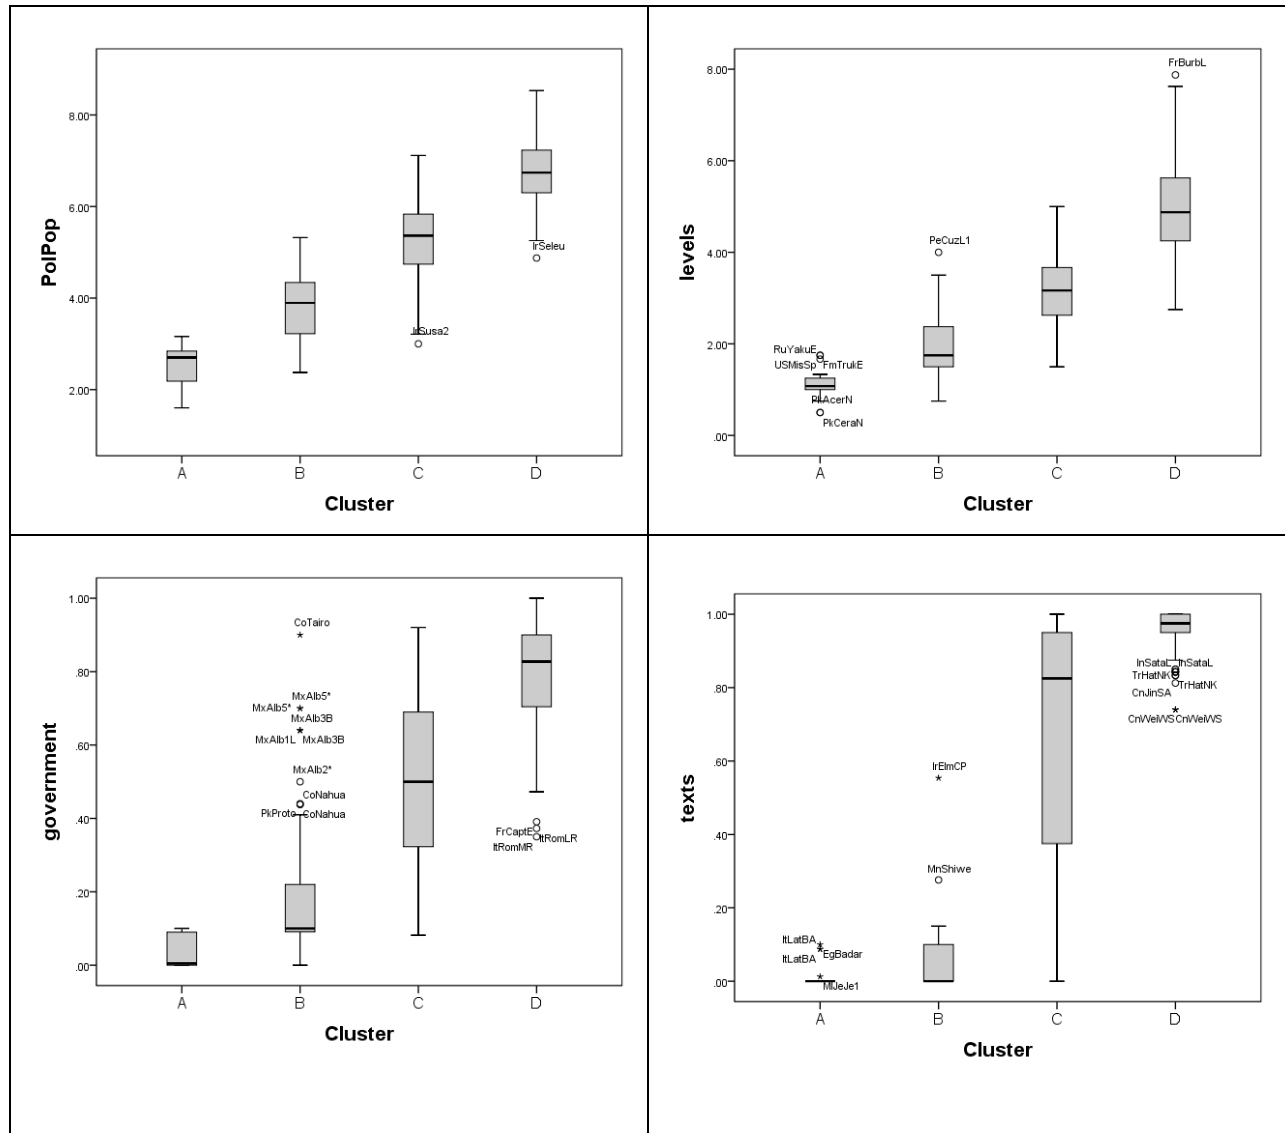 PolPop
8.00
6.00
4.00
2.00
IrSusa2
IrSeleu
A B C D
Cluster
levels
8.00
6.00
4.00
2.00
.00
FrBurbL
PeCuzL1
RuYakuE
USMisSp FmTrukE
PkAcerN
PkCeraN
A B C D
Cluster
government
1.00
.80
.60
.40
.20
.00
CoTairo
MxAlb5*
MxAlb5*
MxAlb3B
MxAlb1L MxAlb3B
MxAlb2*
CoNahua
PkProto CoNahua
FrCaptE
ItRomLR
ItRomMR
A B C D
Cluster
texts
1.00
.80
.60
.40
.20
.00
InSataL InSataL
TrHatNK
TrHatNK
CnJinSA
CnWeiWS CnWeiWS
IrElmCP
MnShiwe
ItLatBA
EgBadar
ItLatBA
MlJeJe1
A B C D
Cluster